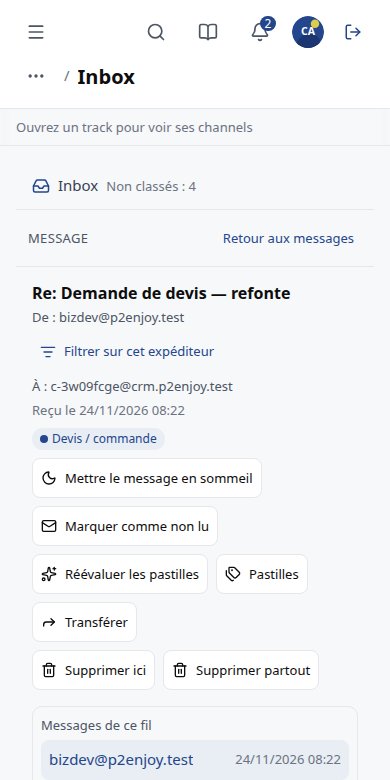 2
CA
/ Inbox
Ouvrez un track pour voir ses channels
Inbox Non classés : 4
MESSAGE Retour aux messages
Re: Demande de devis — refonte
De : bizdev@p2enjoy.test
Filtrer sur cet expéditeur
À : c-3w09fcge@crm.p2enjoy.test
Reçu le 24/11/2026 08:22
Devis / commande
Mettre le message en sommeil
Marquer comme non lu
Réévaluer les pastilles Pastilles
Transférer
Supprimer ici Supprimer partout
Messages de ce fil
bizdev@p2enjoy.test 24/11/2026 08:22